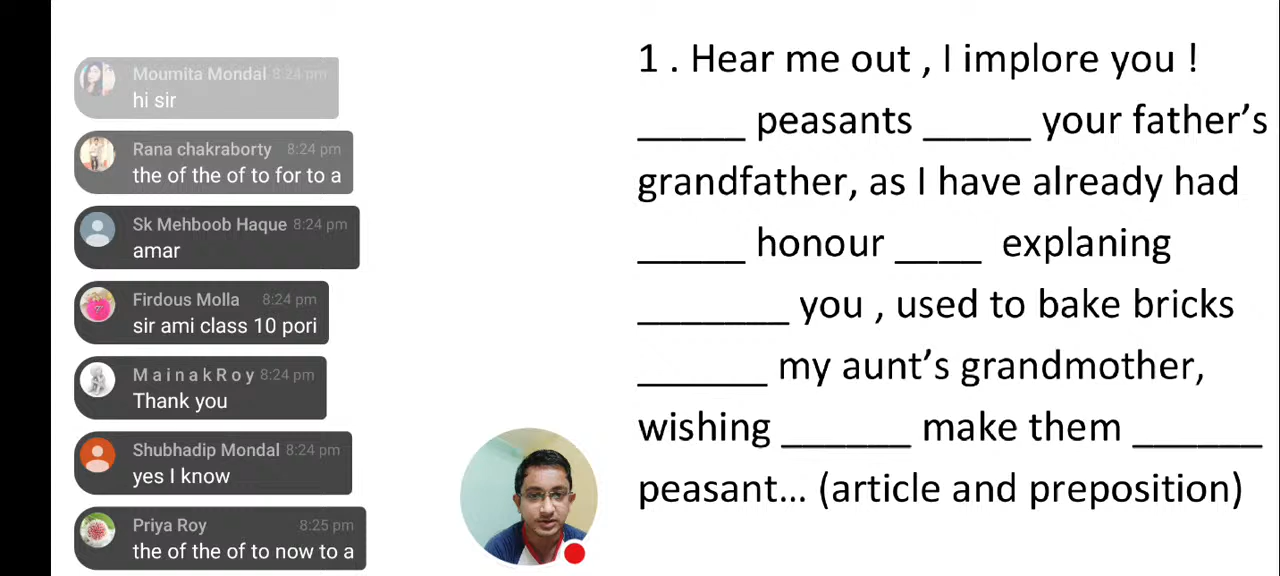 Moumita Mondal 8:24 pm
hi sir
Rana chakraborty 8:24 pm
the of the of to for to a
Sk Mehboob Haque 8:24 pm
amar
Firdous Molla 8:24 pm
sir ami class 10 pori
M a i n a k R o y 8:24 pm
Thank you
Shubhadip Mondal 8:24 pm
yes I know
Priya Roy 8:25 pm
the of the of to now to a
1 . Hear me out , I implore you !
_____ peasants _____ your father’s
grandfather, as I have already had
_____ honour ____ explaning
_______ you , used to bake bricks
______ my aunt’s grandmother,
wishing ______ make them ______
peasant... (article and preposition)